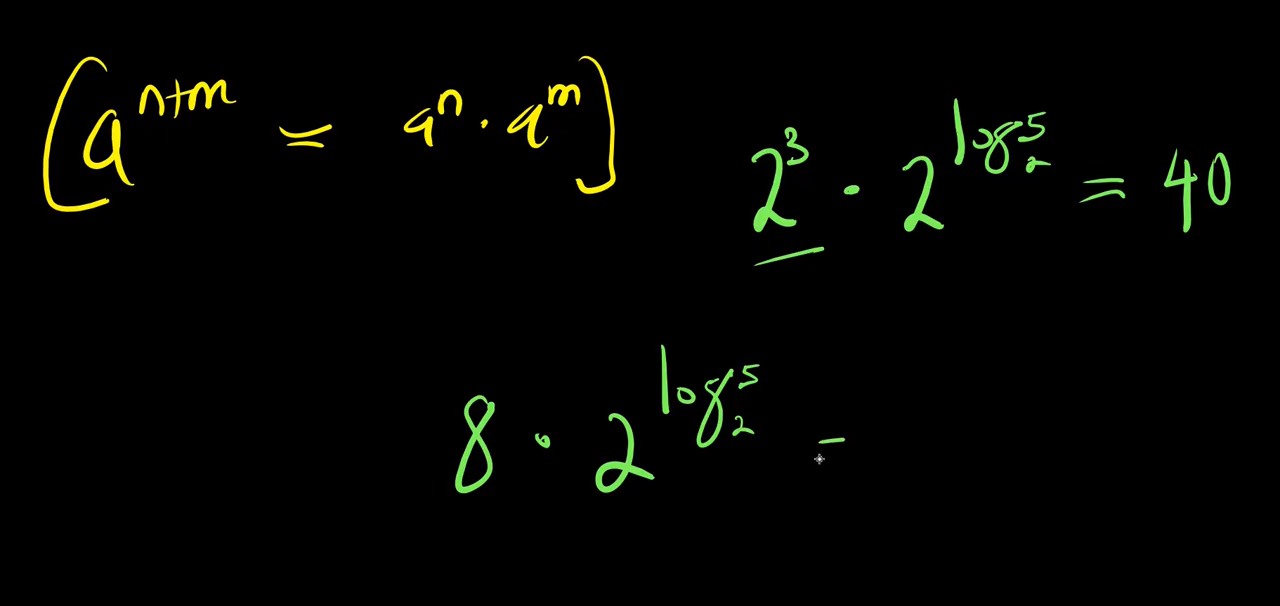 [a^{n+m} = a^n · a^m]
2^3 · 2^{log_2^5} = 40
8 · 2^{log_2^5} -